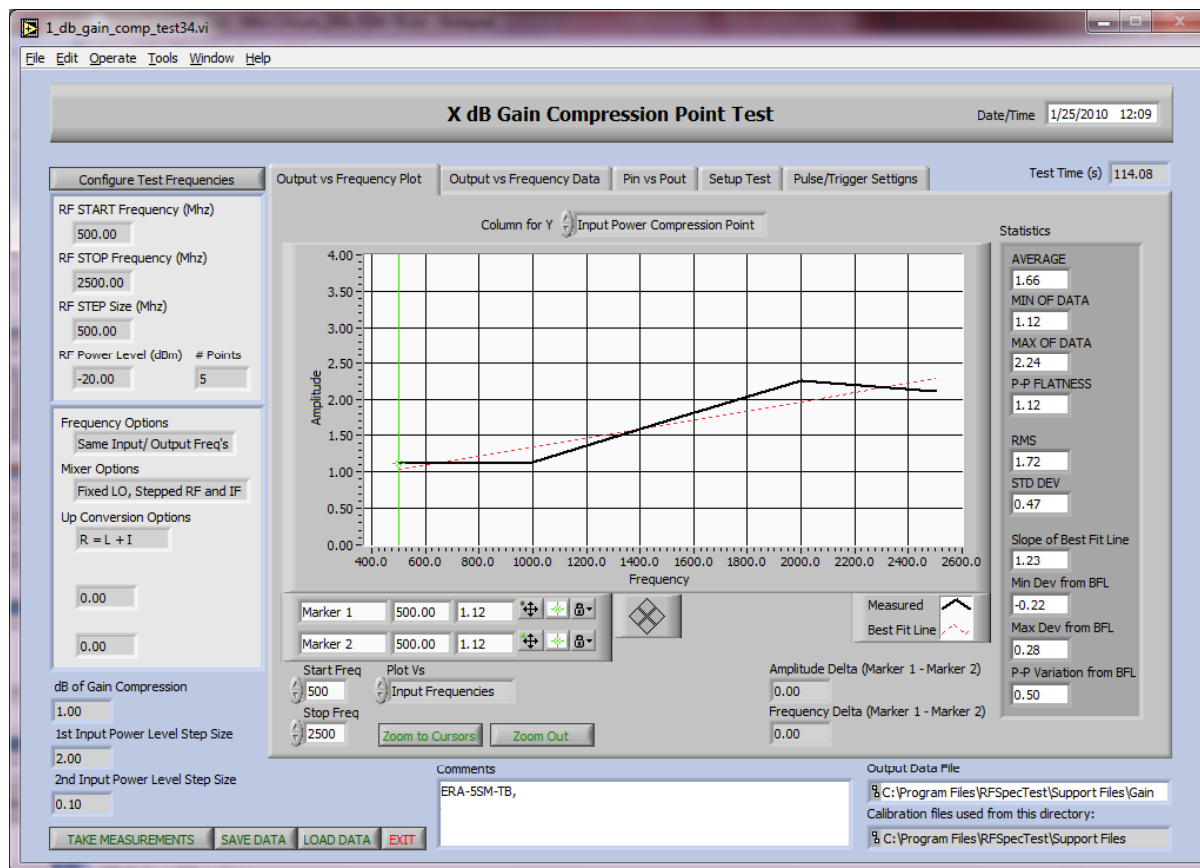 1_db_gain_comp_test34.vi
File Edit Operate Tools Window Help
X dB Gain Compression Point Test
Date/Time 1/25/2010 12:09
Configure Test Frequencies
Output vs Frequency Plot
Output vs Frequency Data
Pin vs Pout
Setup Test
Pulse/Trigger Settigns
Test Time (s) 114.08
RF START Frequency (Mhz)
500.00
RF STOP Frequency (Mhz)
2500.00
RF STEP Size (Mhz)
500.00
RF Power Level (dBm) # Points
-20.00 5
Frequency Options
Same Input/ Output Freq's
Mixer Options
Fixed LO, Stepped RF and IF
Up Conversion Options
R = L + I
0.00
0.00
dB of Gain Compression
1.00
1st Input Power Level Step Size
2.00
2nd Input Power Level Step Size
0.10
Column for Y Input Power Compression Point
Amplitude
4.00
3.50
3.00
2.50
2.00
1.50
1.00
0.50
0.00
400.0 600.0 800.0 1000.0 1200.0 1400.0 1600.0 1800.0 2000.0 2200.0 2400.0 2600.0
Frequency
Marker 1 500.00 1.12
Marker 2 500.00 1.12
Measured
Best Fit Line
Start Freq Plot Vs
500 Input Frequencies
Stop Freq
2500 Zoom to Cursors Zoom Out
Amplitude Delta (Marker 1 - Marker 2)
0.00
Frequency Delta (Marker 1 - Marker 2)
0.00
Statistics
AVERAGE
1.66
MIN OF DATA
1.12
MAX OF DATA
2.24
P-P FLATNESS
1.12
RMS
1.72
STD DEV
0.47
Slope of Best Fit Line
1.23
Min Dev from BFL
-0.22
Max Dev from BFL
0.28
P-P Variation from BFL
0.50
Comments
ERA-5SM-TB,
Output Data File
C:\Program Files\RFSpecTest\Support Files\Gain
Calibration files used from this directory:
C:\Program Files\RFSpecTest\Support Files
TAKE MEASUREMENTS SAVE DATA LOAD DATA EXIT